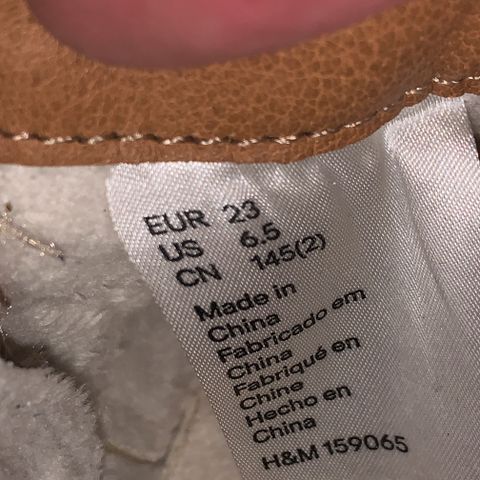 EUR 23
US 6.5
CN 145(2)
Made in
China
Fabricado em
China
Fabriqué en
Chine
Hecho en
China
H&M 159065